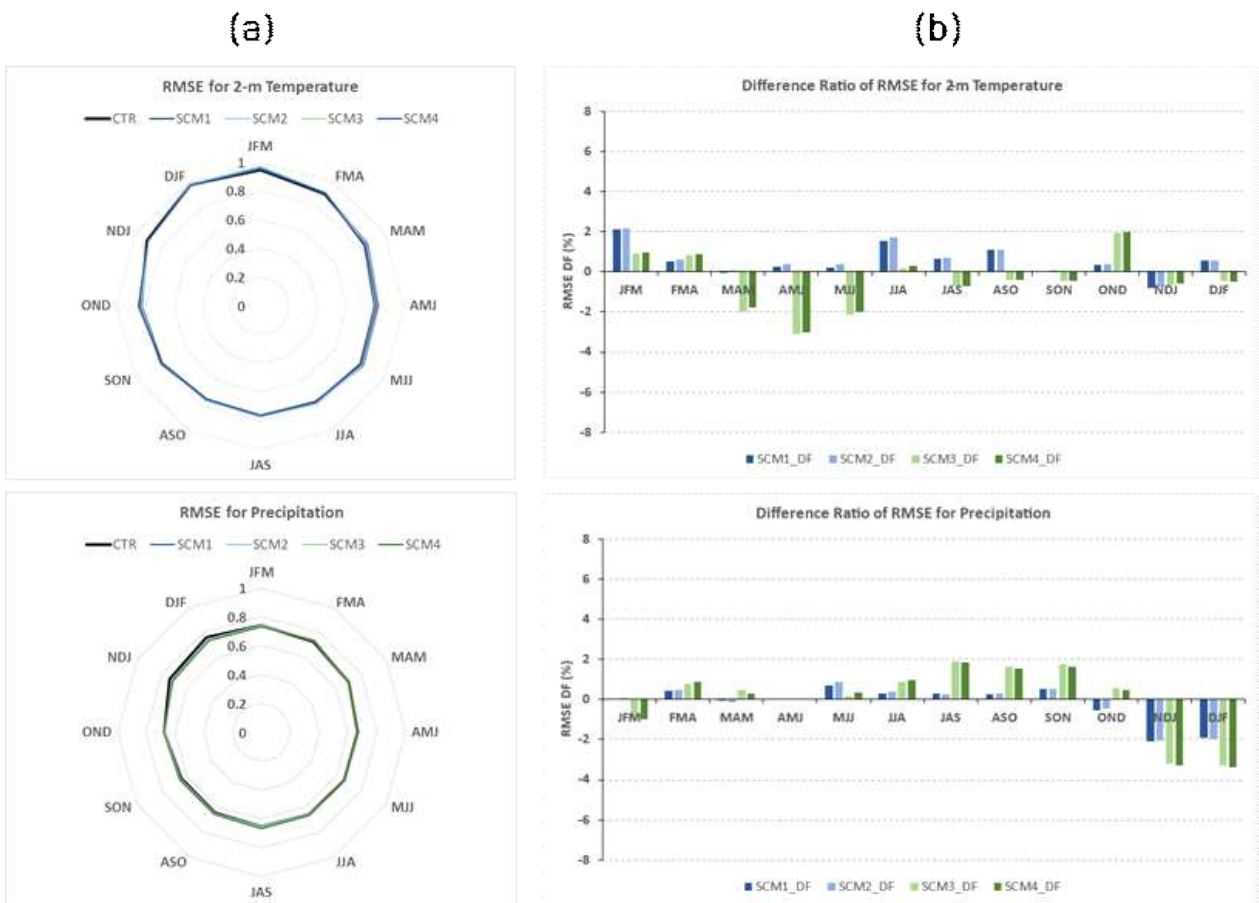 (a)
(b)
RMSE for 2-m Temperature
CTR SCM1 SCM2 SCM3 SCM4
JFM
FMA
MAM
AMJ
MJJ
JJA
JAS
ASO
SON
OND
NDJ
DJF
1
0.8
0.6
0.4
0.2
0
Difference Ratio of RMSE for 2-m Temperature
RMSE DF (%)
8
6
4
2
0
-2
-4
-6
-8
JFM FMA MAM AMJ MJJ JJA JAS ASO SON OND NDJ DJF
SCM1_DF SCM2_DF SCM3_DF SCM4_DF
RMSE for Precipitation
CTR SCM1 SCM2 SCM3 SCM4
JFM
FMA
MAM
AMJ
MJJ
JJA
JAS
ASO
SON
OND
NDJ
DJF
1
0.8
0.6
0.4
0.2
0
Difference Ratio of RMSE for Precipitation
RMSE DF (%)
8
6
4
2
0
-2
-4
-6
-8
JFM FMA MAM AMJ MJJ JJA JAS ASO SON OND NDJ DJF
SCM1_DF SCM2_DF SCM3_DF SCM4_DF